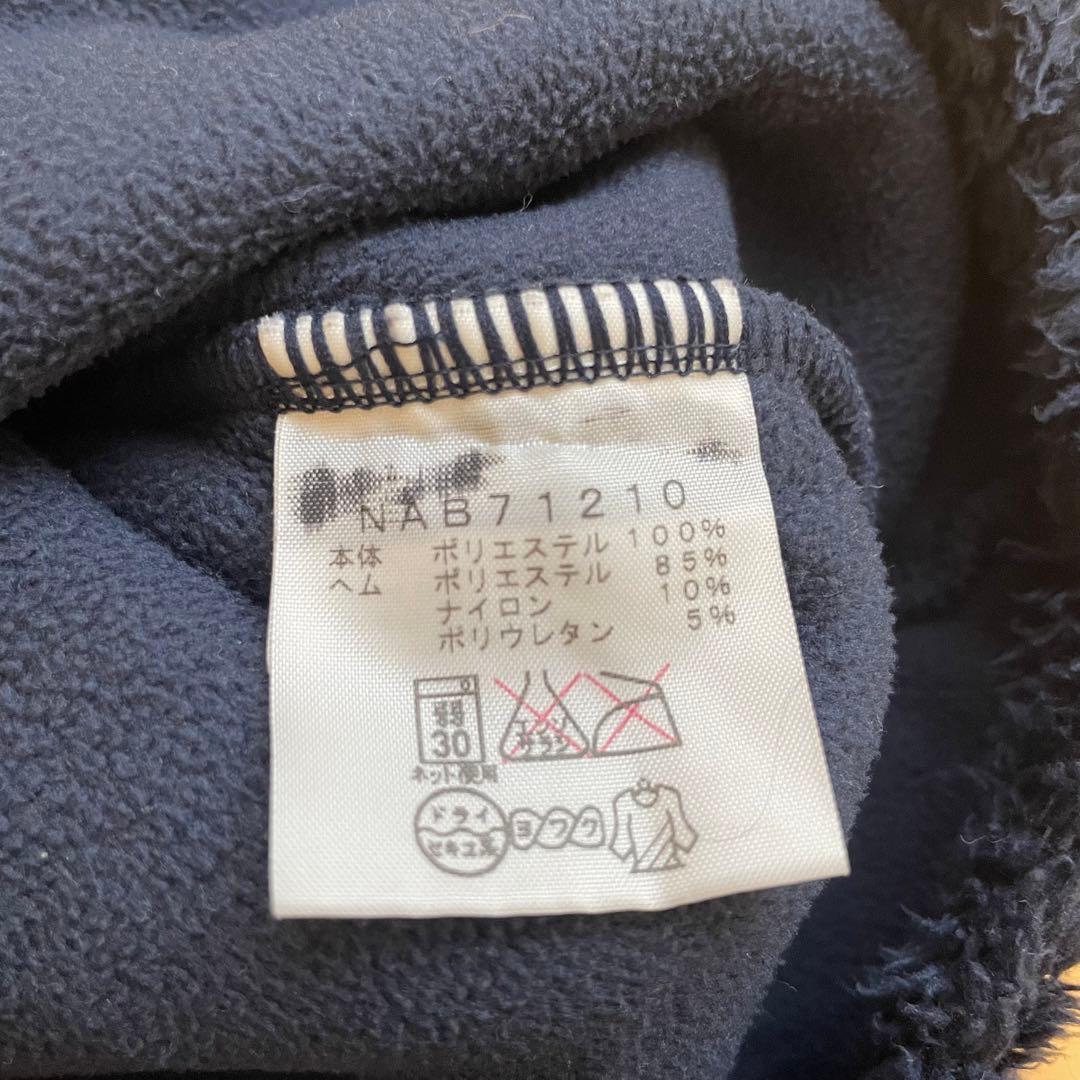 NAB71210
本体 ポリエステル 100%
ヘム ポリエステル 85%
ナイロン 10%
ポリウレタン 5%
弱
30
ネット使用
エンソ
サラシ
ドライ
セキユ系
ヨワク